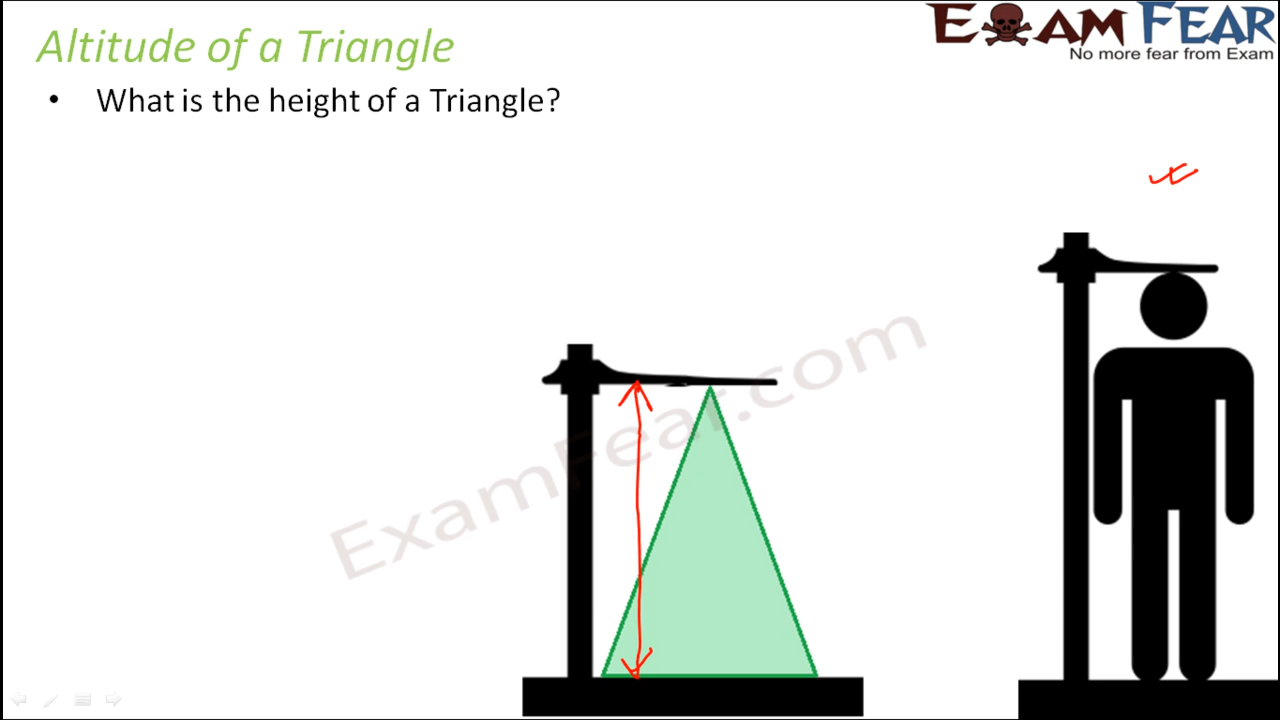 Altitude of a Triangle
EXAM FEAR
No more fear from Exam
• What is the height of a Triangle?
ExamFear.com